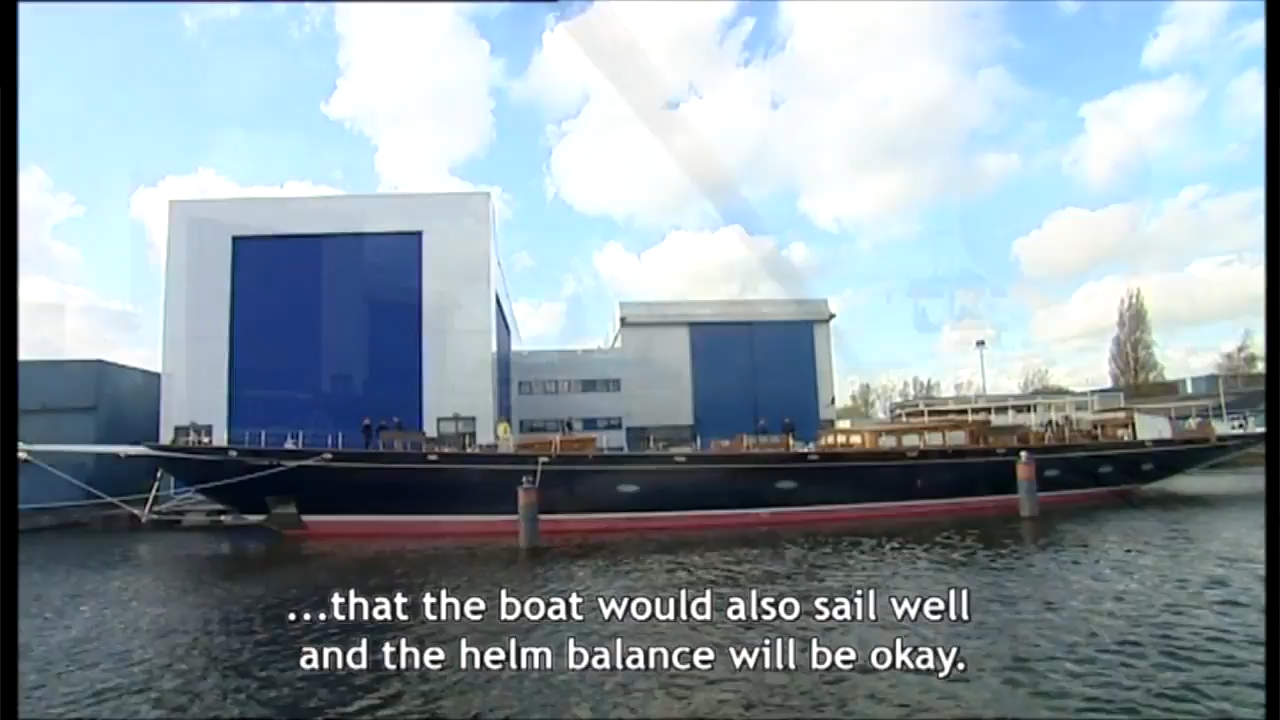 ...that the boat would also sail well
and the helm balance will be okay.